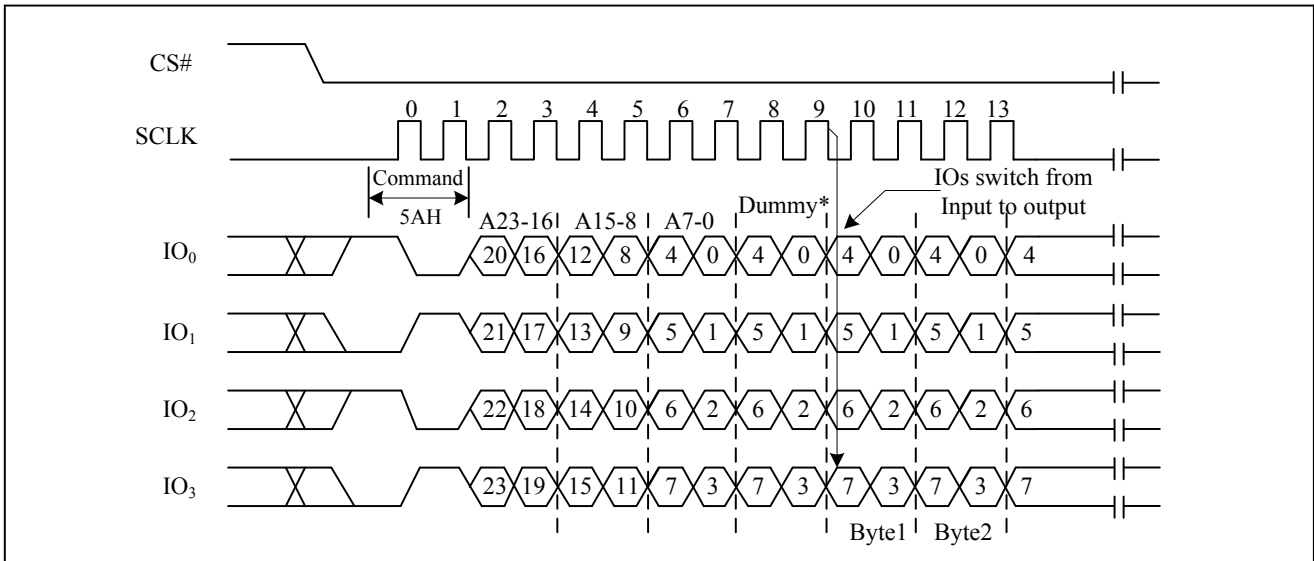 CS#
0 1 2 3 4 5 6 7 8 9 10 11 12 13
SCLK
Command
5AH
IOs switch from
Input to output
Dummy*
A23-16 A15-8 A7-0
IO0 20 16 12 8 4 0 4 0 4 0 4 0 4
IO1 21 17 13 9 5 1 5 1 5 1 5 1 5
IO2 22 18 14 10 6 2 6 2 6 2 6 2 6
IO3 23 19 15 11 7 3 7 3 7 3 7 3 7
Byte1 Byte2